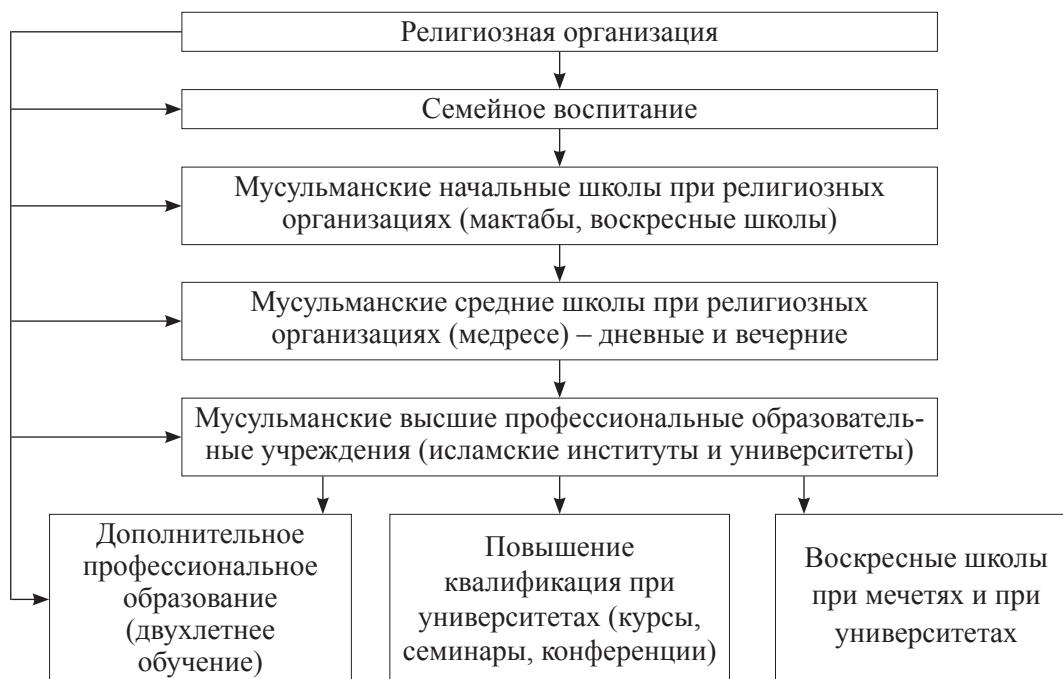 Религиозная организация
Семейное воспитание
Мусульманские начальные школы при религиозных
организациях (мактабы, воскресные школы)
Мусульманские средние школы при религиозных
организациях (медресе) – дневные и вечерние
Мусульманские высшие профессиональные образователь-
ные учреждения (исламские институты и университеты)
Дополнительное
профессиональное
образование
(двухлетнее
обучение)
Повышение
квалификация при
университетах (курсы,
семинары, конференции)
Воскресные школы
при мечетях и при
университетах